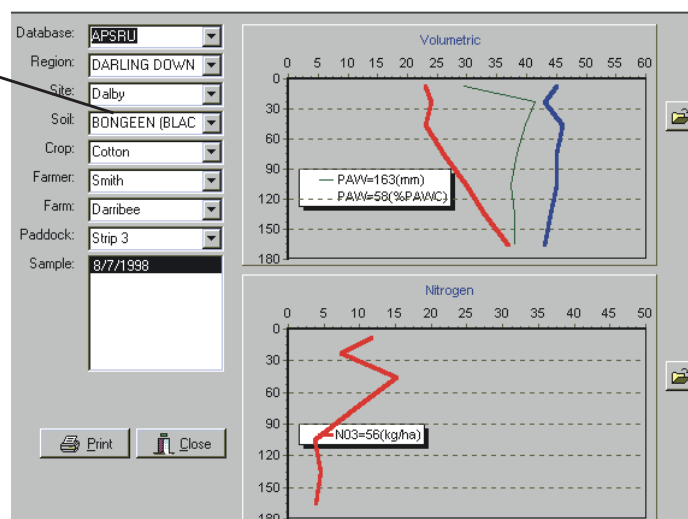 Database: APSRU
Region: DARLING DOWN
Site: Dalby
Soil: BONGEEN (BLAC
Crop: Cotton
Farmer: Smith
Farm: Darribee
Paddock: Strip 3
Sample: 8/7/1998
Print Close
Volumetric
0 5 10 15 20 25 30 35 40 45 50 55 60
0
30
60
90
120
150
180
PAW=163(mm)
PAW=58(%PAWC)
Nitrogen
0 5 10 15 20 25 30 35 40 45 50
0
30
60
90
120
150
180
N03=56(kg/ha)